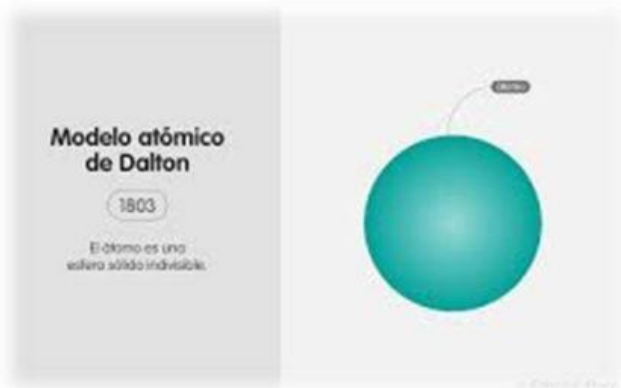 Modelo atómico
de Dalton
1803
El átomo es una
esfera sólida indivisible.